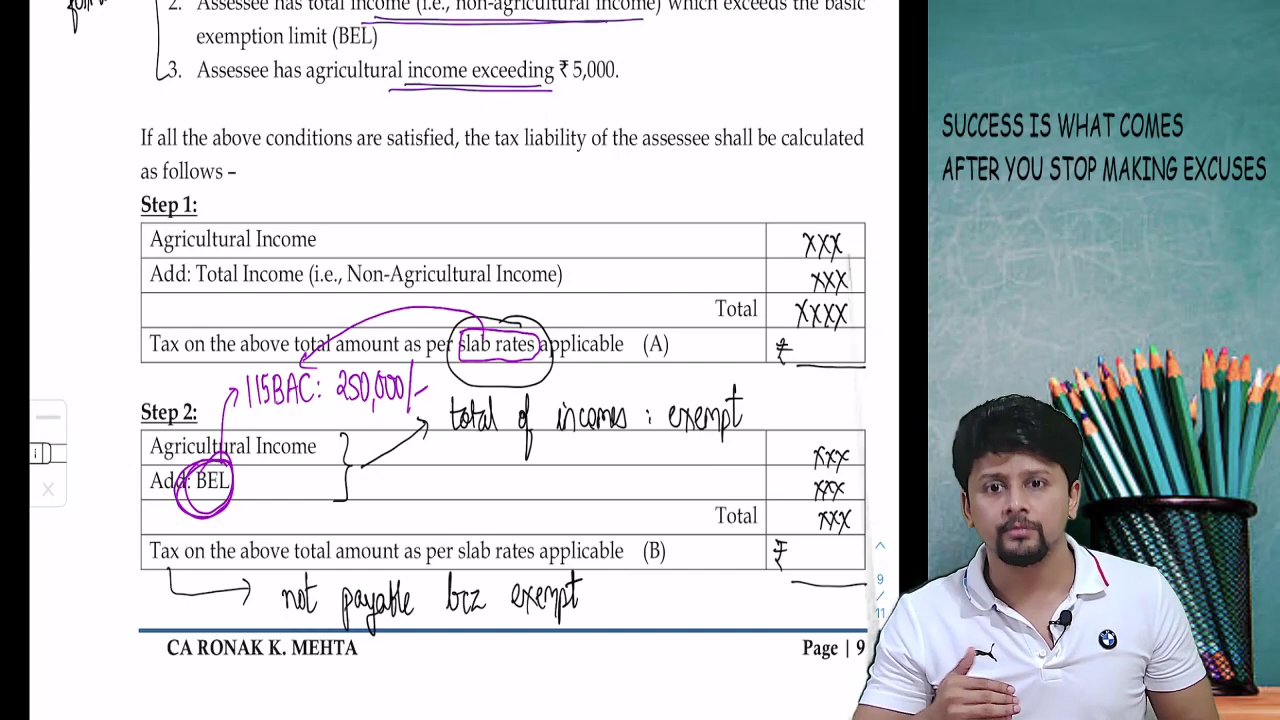 2. Assessee has total income (i.e., non-agricultural income) which exceeds the basic
exemption limit (BEL)
3. Assessee has agricultural income exceeding ₹ 5,000.
If all the above conditions are satisfied, the tax liability of the assessee shall be calculated
as follows –
Step 1:
Agricultural Income xxx
Add: Total Income (i.e., Non-Agricultural Income) xxx
Total xxxx
Tax on the above total amount as per slab rates applicable (A) ₹
115BAC: 250,000/-
total of incomes : exempt
Step 2:
Agricultural Income xxx
Add: BEL xxx
Total xxx
Tax on the above total amount as per slab rates applicable (B) ₹
not payable bcz exempt
CA RONAK K. MEHTA Page | 9
9
/
11
SUCCESS IS WHAT COMES
AFTER YOU STOP MAKING EXCUSES